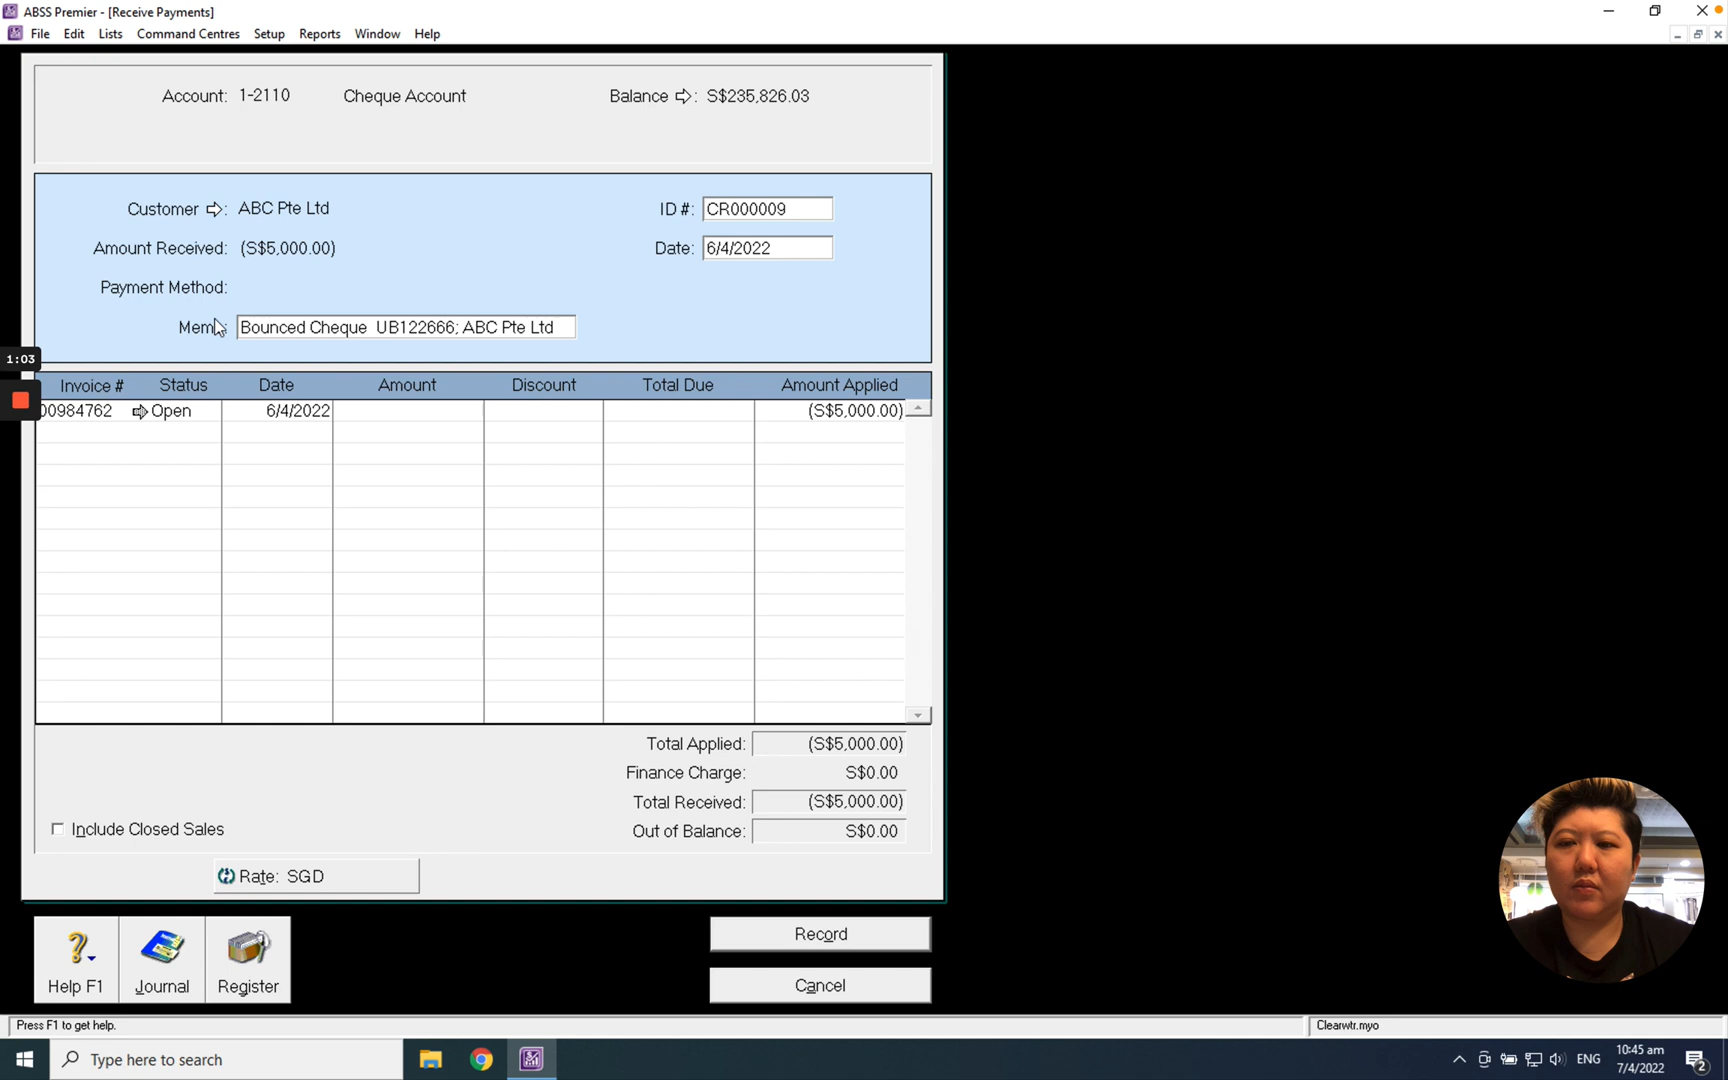 ABSS Premier - [Receive Payments]
File Edit Lists Command Centres Setup Reports Window Help
Account: 1-2110 Cheque Account Balance : S$235,826.03
Customer : ABC Pte Ltd ID #: CR000009
Amount Received: (S$5,000.00) Date: 6/4/2022
Payment Method:
Memo: Bounced Cheque UB122666; ABC Pte Ltd
1:03
Invoice # Status Date Amount Discount Total Due Amount Applied
00984762 Open 6/4/2022 (S$5,000.00)
Total Applied: (S$5,000.00)
Finance Charge: S$0.00
Total Received: (S$5,000.00)
Include Closed Sales Out of Balance: S$0.00
Rate: SGD
Record
Help F1 Journal Register Cancel
Press F1 to get help. Clearwtr.myo
Type here to search ENG 10:45 am
7/4/2022 2